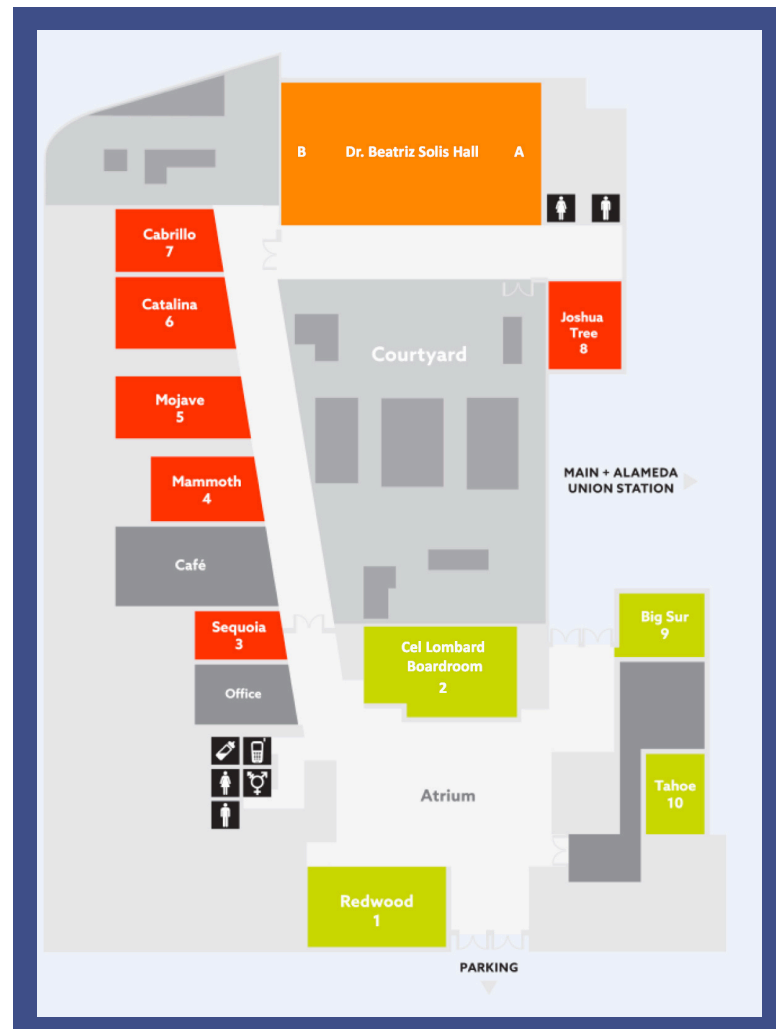 B Dr. Beatriz Solis Hall A
Cabrillo
7
Catalina
6
Joshua
Tree
8
Courtyard
Mojave
5
Mammoth
4
MAIN + ALAMEDA
UNION STATION
Café
Sequoia
3
Big Sur
9
Cel Lombard
Boardroom
2
Office
Atrium
Tahoe
10
Redwood
1
PARKING